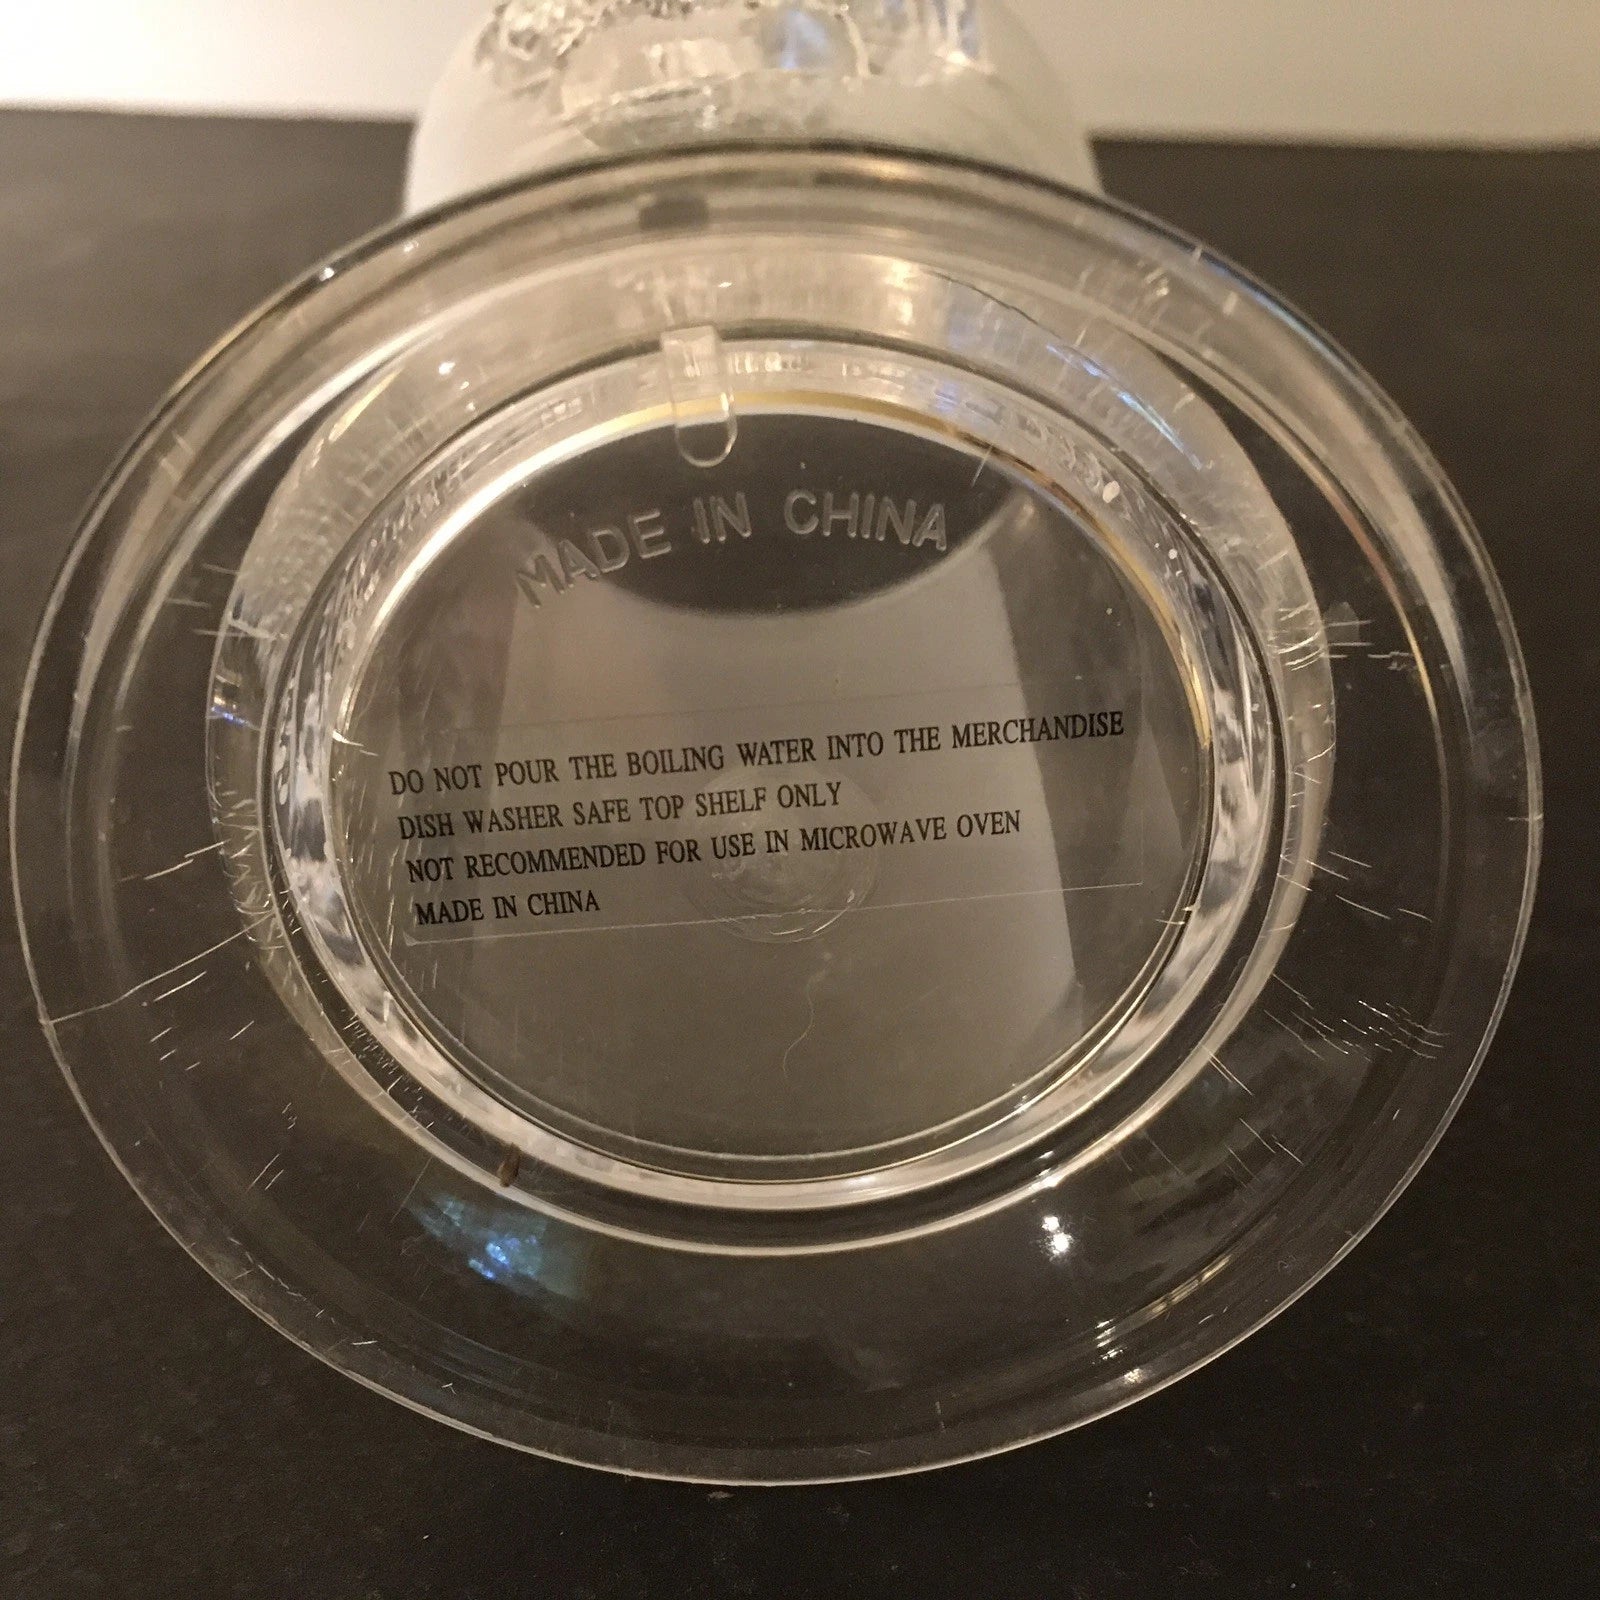 MADE IN CHINA
DO NOT POUR THE BOILING WATER INTO THE MERCHANDISE
DISH WASHER SAFE TOP SHELF ONLY
NOT RECOMMENDED FOR USE IN MICROWAVE OVEN
MADE IN CHINA